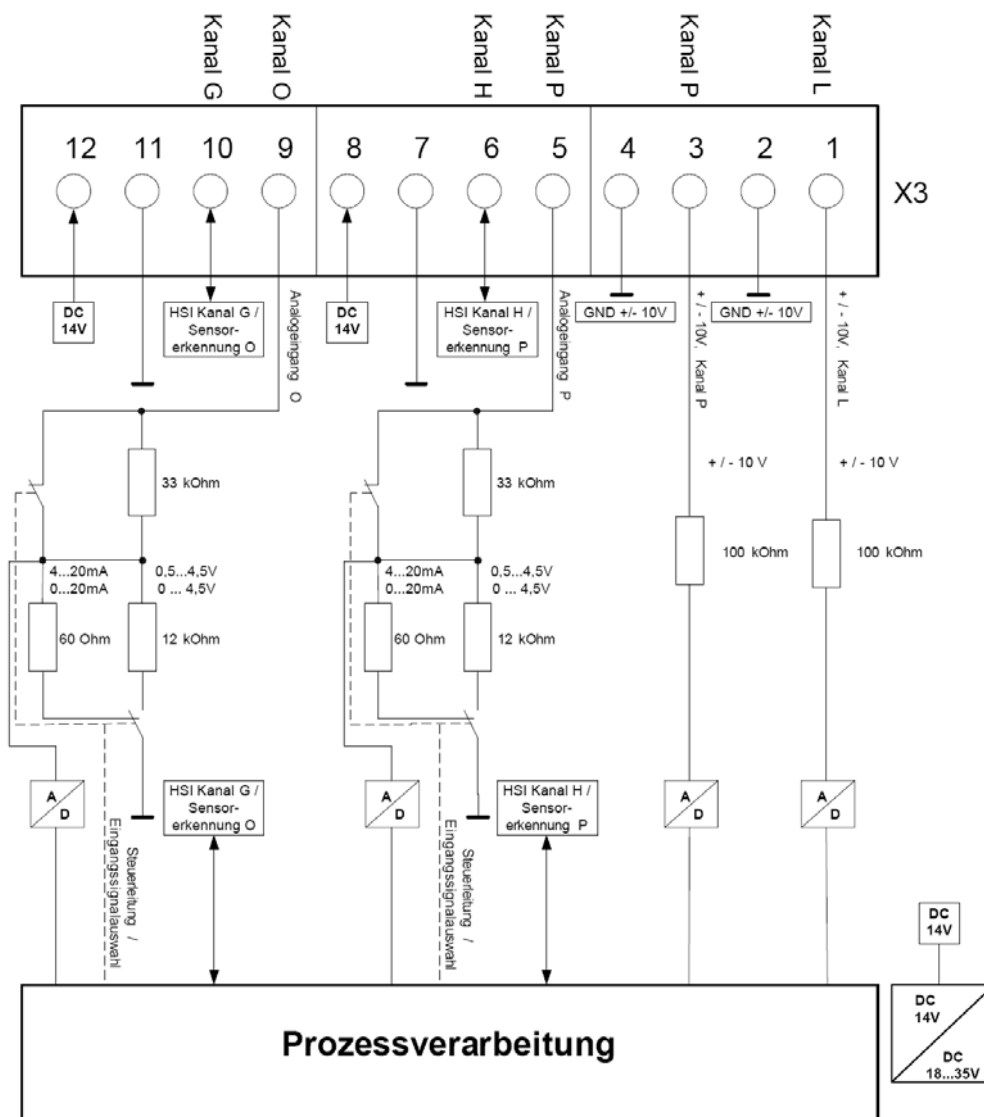 Kanal G
Kanal O
Kanal H
Kanal P
Kanal P
Kanal L
12
11
10
9
8
7
6
5
4
3
2
1
X3
DC
14V
HSI Kanal G /
Sensor-
erkennung O
Analogeingang O
DC
14V
HSI Kanal H /
Sensor-
erkennung P
Analogeingang P
GND +/- 10V
+ / - 10V, Kanal P
GND +/- 10V
+ / - 10V, Kanal L
33 kOhm
33 kOhm
+ / - 10 V
+ / - 10 V
100 kOhm
100 kOhm
4...20mA
0...20mA
0,5...4,5V
0 ... 4,5V
4...20mA
0...20mA
0,5...4,5V
0 ... 4,5V
60 Ohm
12 kOhm
60 Ohm
12 kOhm
A
D
HSI Kanal G /
Sensor-
erkennung O
A
D
HSI Kanal H /
Sensor-
erkennung P
A
D
A
D
Steuerleitung /
Eingangssignalauswahl
Steuerleitung /
Eingangssignalauswahl
DC
14V
DC
14V
DC
18...35V
Prozessverarbeitung